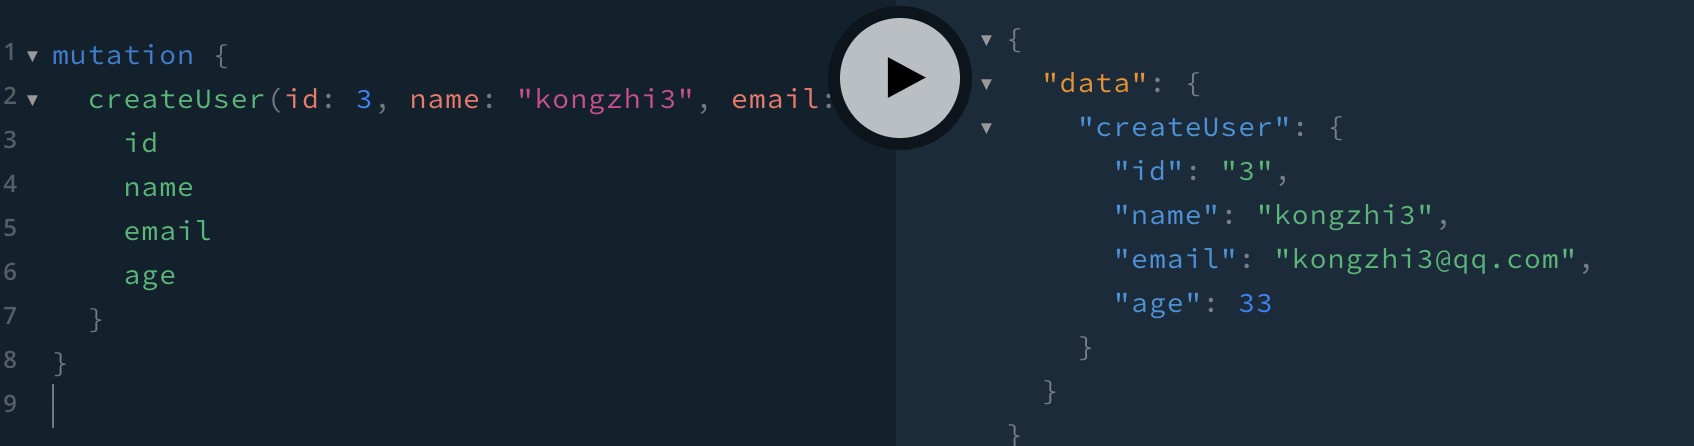 1 mutation {
2 createUser(id: 3, name: "kongzhi3", email:
3 id
4 name
5 email
6 age
7 }
8 }
9
{
"data": {
"createUser": {
"id": "3",
"name": "kongzhi3",
"email": "kongzhi3@qq.com",
"age": 33
}
}
}